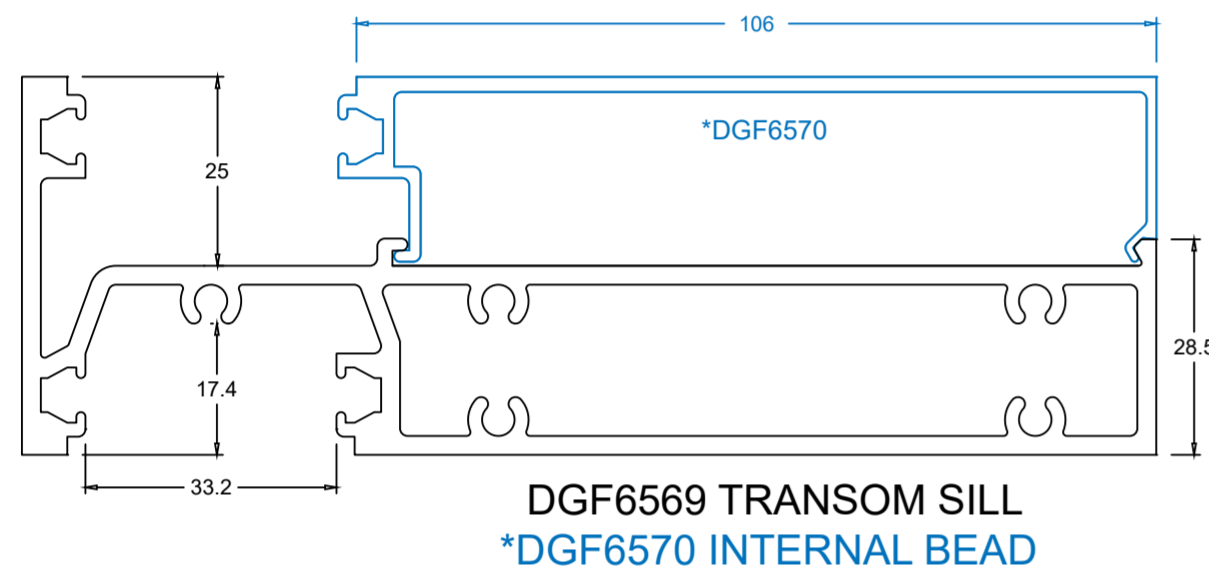 106
*DGF6570
25
28.5
17.4
33.2
DGF6569 TRANSOM SILL
*DGF6570 INTERNAL BEAD